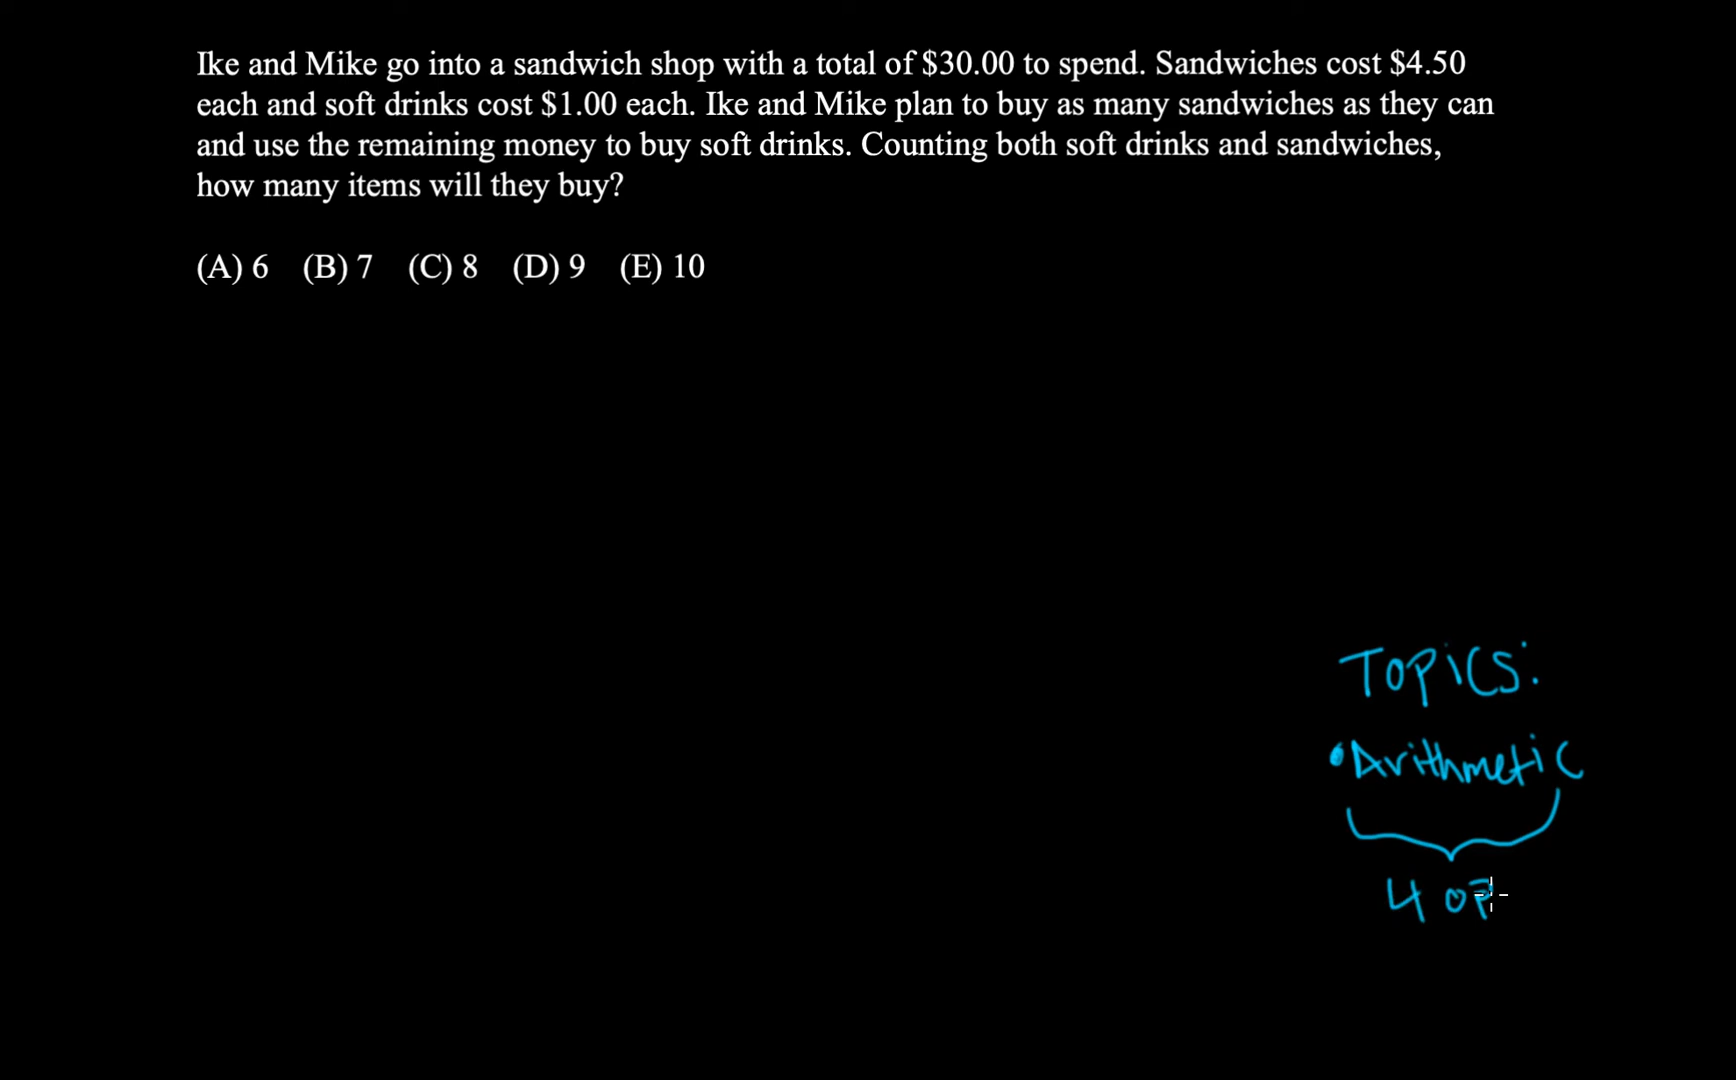 Ike and Mike go into a sandwich shop with a total of $30.00 to spend. Sandwiches cost $4.50
each and soft drinks cost $1.00 each. Ike and Mike plan to buy as many sandwiches as they can
and use the remaining money to buy soft drinks. Counting both soft drinks and sandwiches,
how many items will they buy?
(A) 6 (B) 7 (C) 8 (D) 9 (E) 10
Topics:
•Arithmetic
4 op